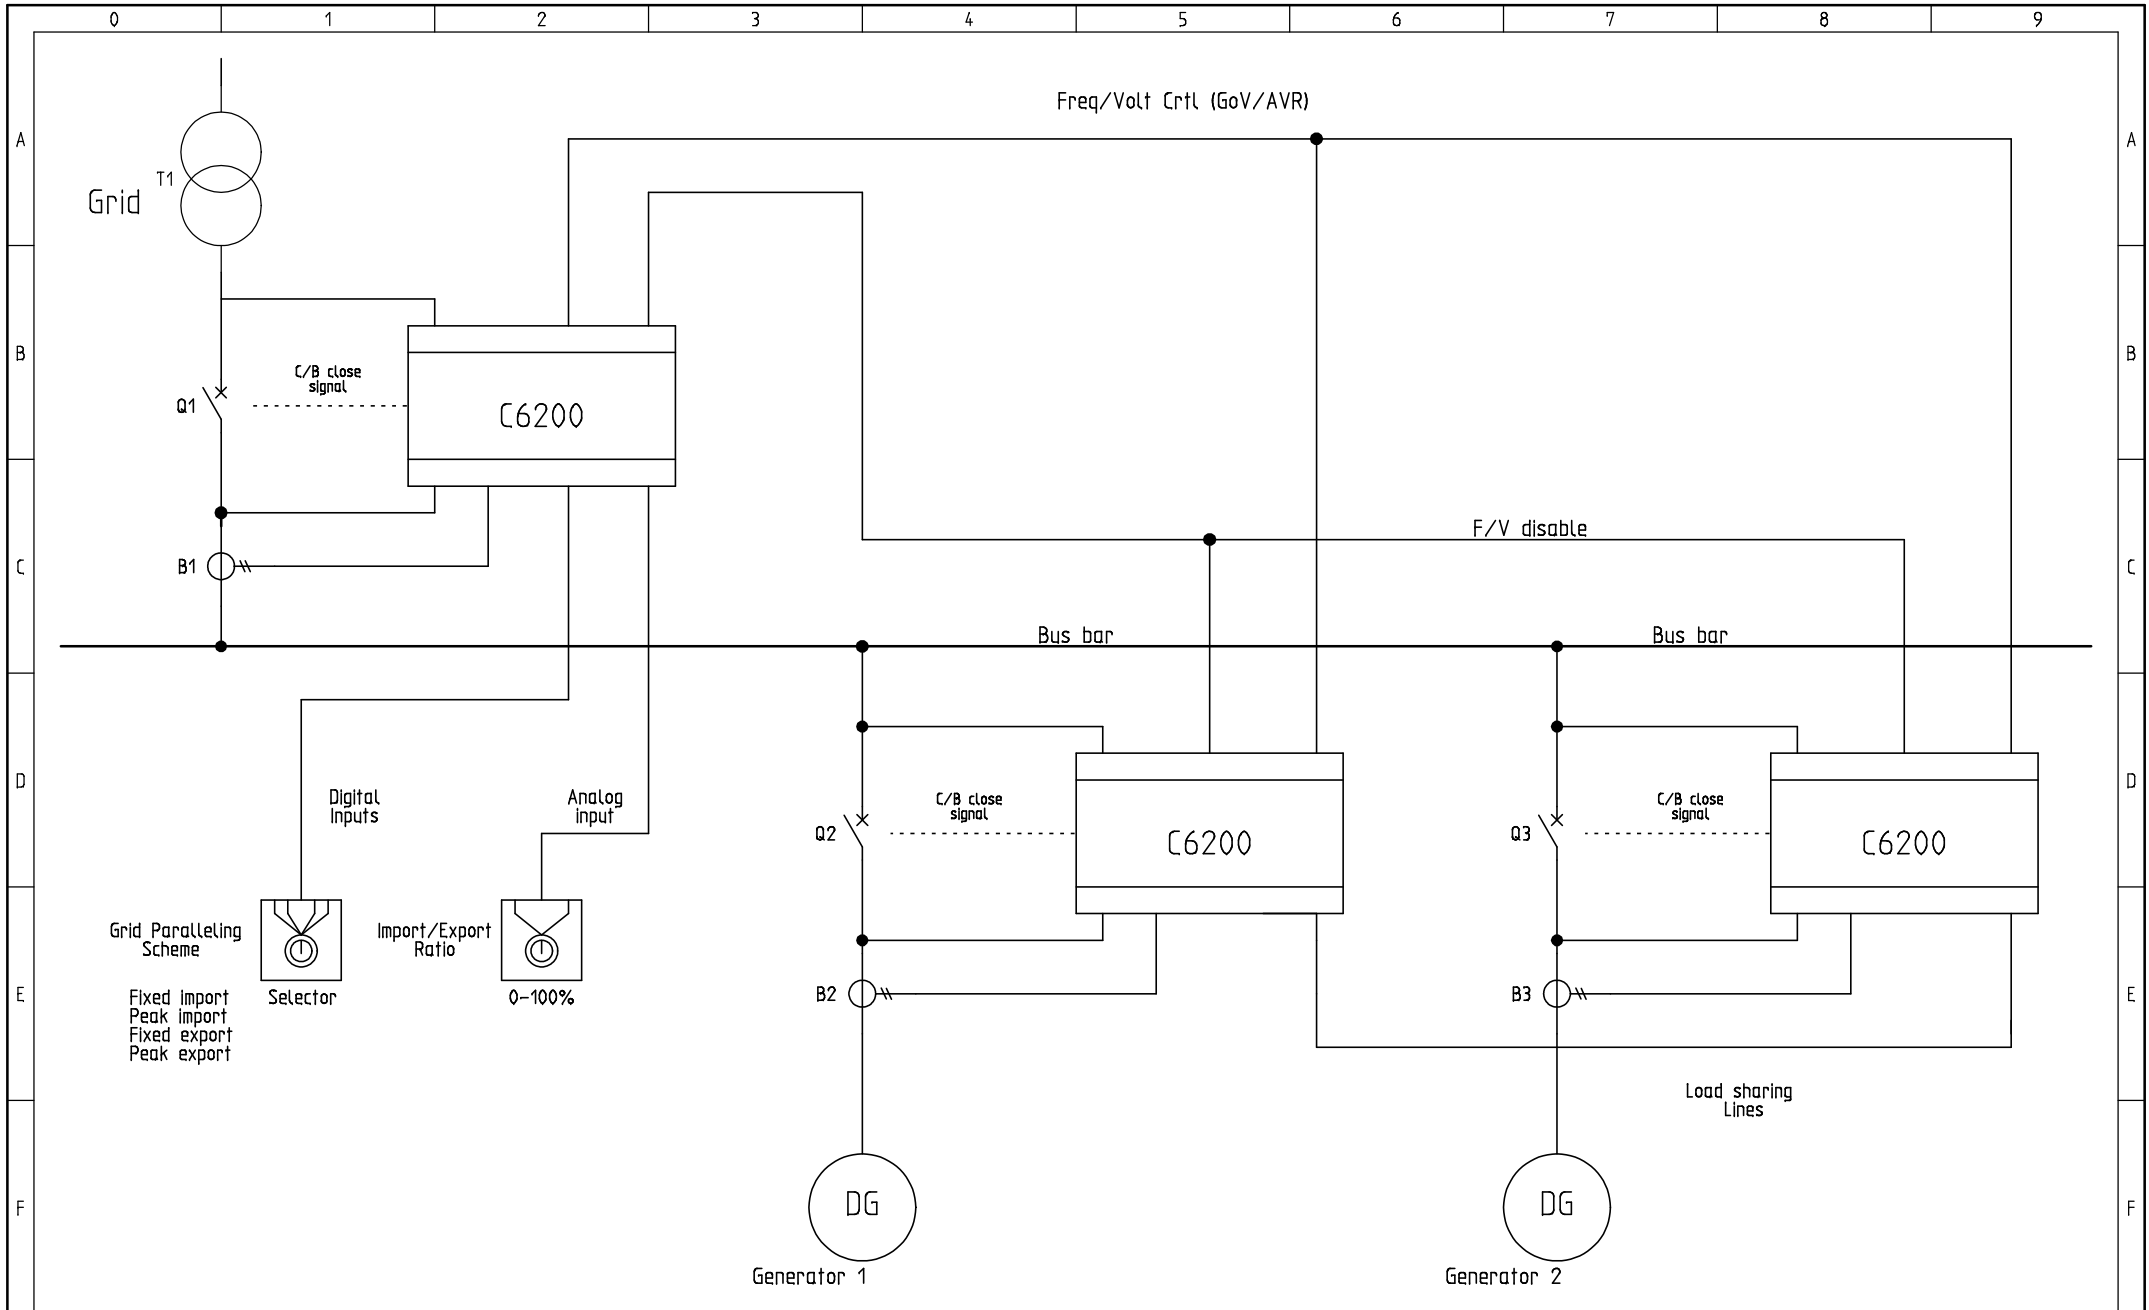 0 1 2 3 4 5 6 7 8 9
Freq/Volt Crtl (GoV/AVR)
A A
T1
Grid
B B
C/B close
signal
Q1
C6200
F/V disable
C C
B1
Bus bar Bus bar
D D
Digital
Inputs
Analog
input
C/B close
signal
Q2
C6200
C/B close
signal
Q3
C6200
Grid Paralleling
Scheme
Import/Export
Ratio
E E
Fixed import
Peak import
Fixed export
Peak export
Selector
0-100%
B2
B3
Load sharing
Lines
F F
DG
DG
Generator 1
Generator 2